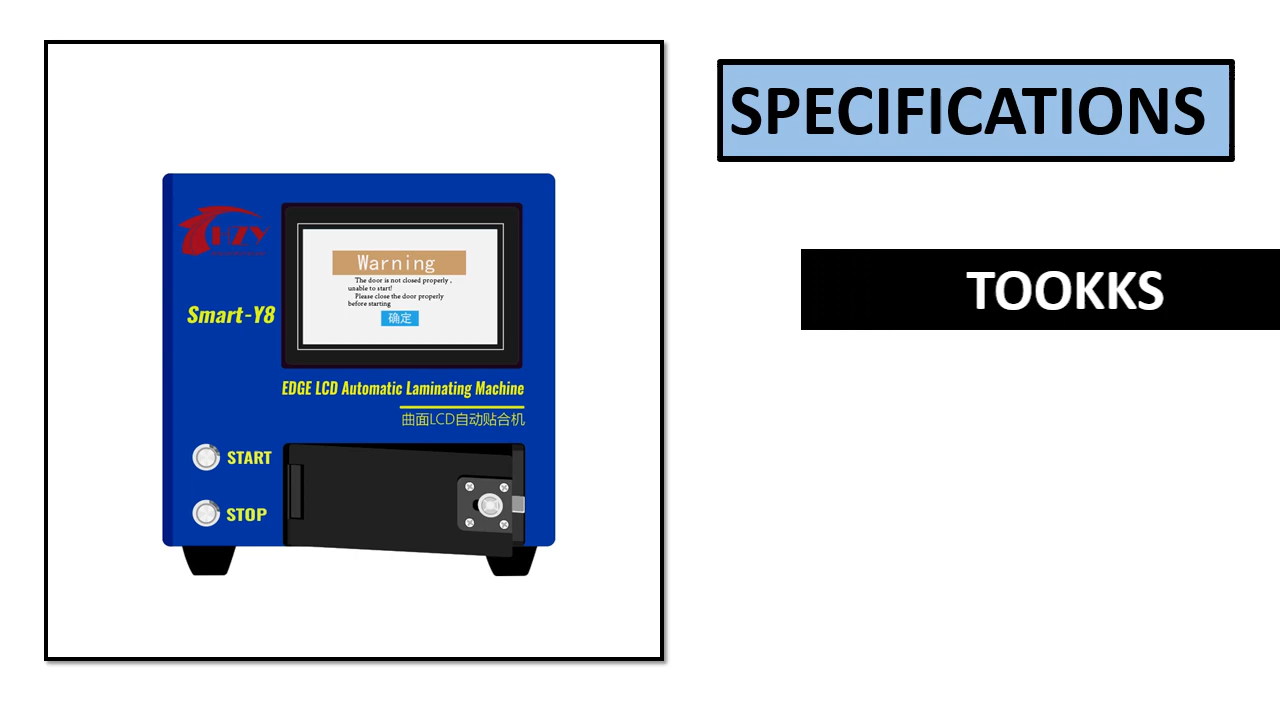 SPECIFICATIONS
TOOKKS
HZY
Smart-Y8
Warning
The door is not closed properly ,
unable to start!
Please close the door properly
before starting
确定
EDGE LCD Automatic Laminating Machine
曲面LCD自动贴合机
START
STOP